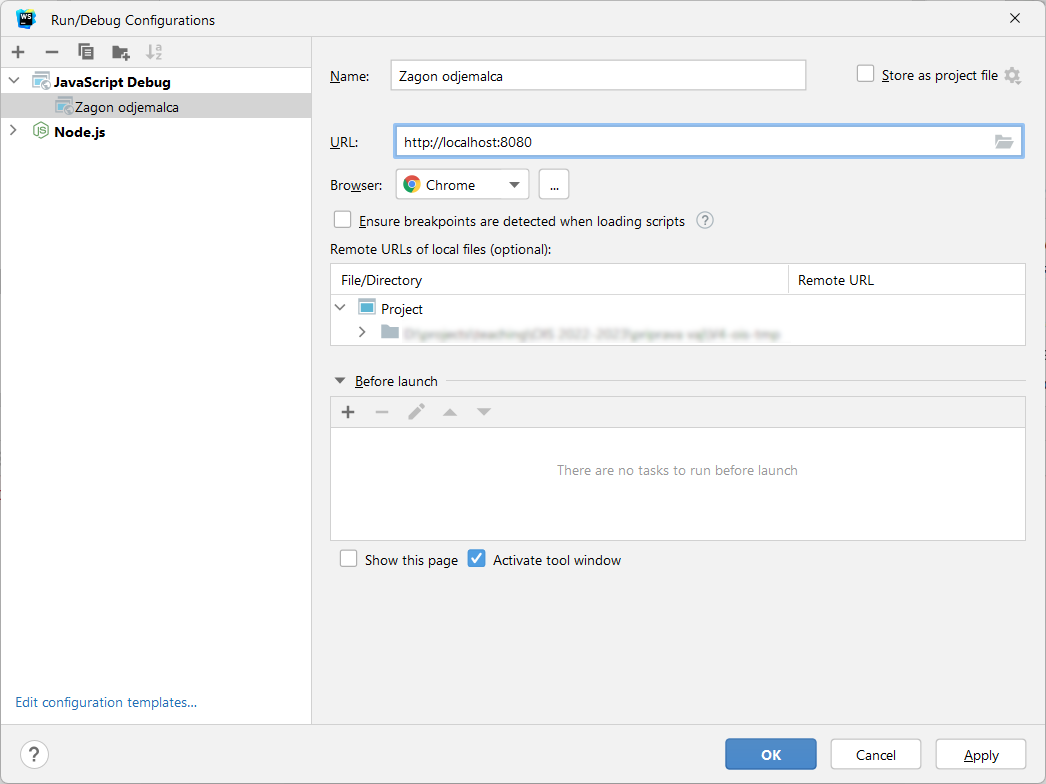 WS
Run/Debug Configurations
JavaScript Debug
Zagon odjemalca
Node.js
Edit configuration templates...
Name: Zagon odjemalca Store as project file
URL: http://localhost:8080
Browser: Chrome ...
Ensure breakpoints are detected when loading scripts ?
Remote URLs of local files (optional):
File/Directory Remote URL
Project
Before launch
There are no tasks to run before launch
Show this page Activate tool window
? OK Cancel Apply